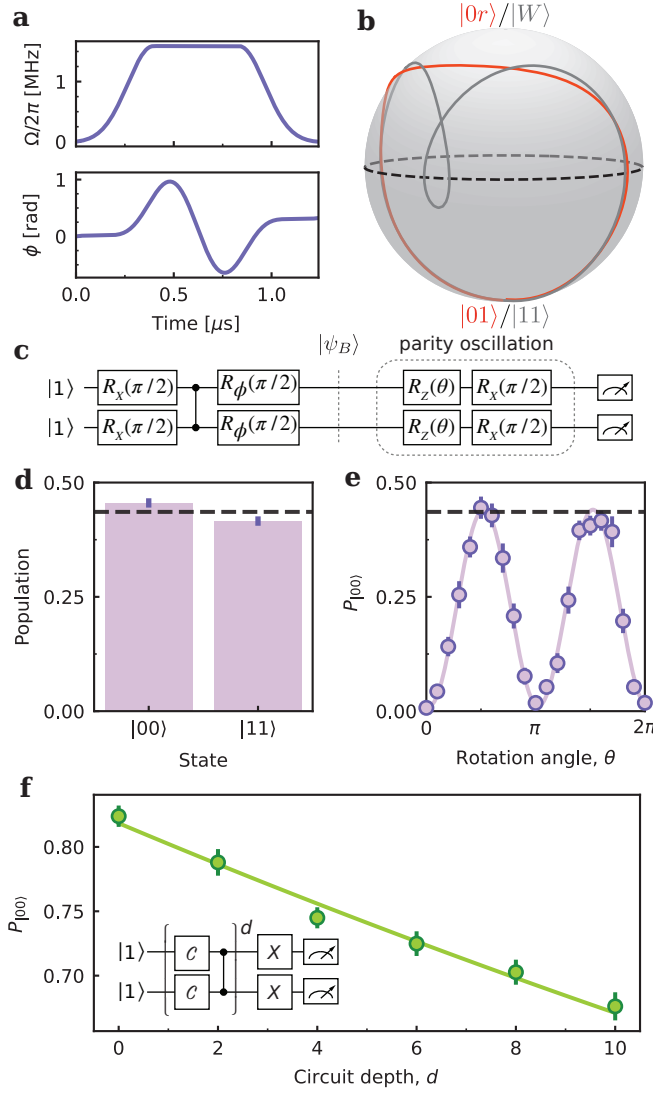 a
Ω/2π [MHz]
1
0
ϕ [rad]
1
0
0.0 0.5 1.0
Time [μs]
b
|0r⟩/|W⟩
|01⟩/|11⟩
c
|ψ_B⟩
parity oscillation
|1⟩ R_X(π/2) R_ϕ(π/2) R_Z(θ) R_X(π/2)
|1⟩ R_X(π/2) R_ϕ(π/2) R_Z(θ) R_X(π/2)
d
Population
0.50
0.25
0.00
|00⟩ |11⟩
State
e
P_|00⟩
0.50
0.25
0.00
0 π 2π
Rotation angle, θ
f
P_|00⟩
0.80
0.75
0.70
d
|1⟩ C X
|1⟩ C X
0 2 4 6 8 10
Circuit depth, d